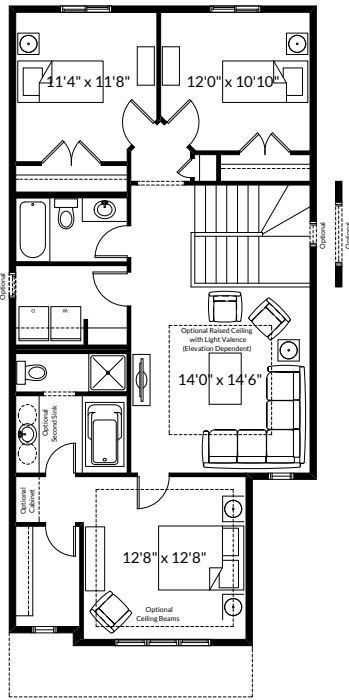 11'4" x 11'8"
12'0" x 10'10"
Optional
Optional
Optional
D
W
Optional Raised Ceiling
with Light Valence
(Elevation Dependent)
14'0" x 14'6"
Optional
Second Sink
Optional
Cabinet
12'8" x 12'8"
Optional
Ceiling Beams